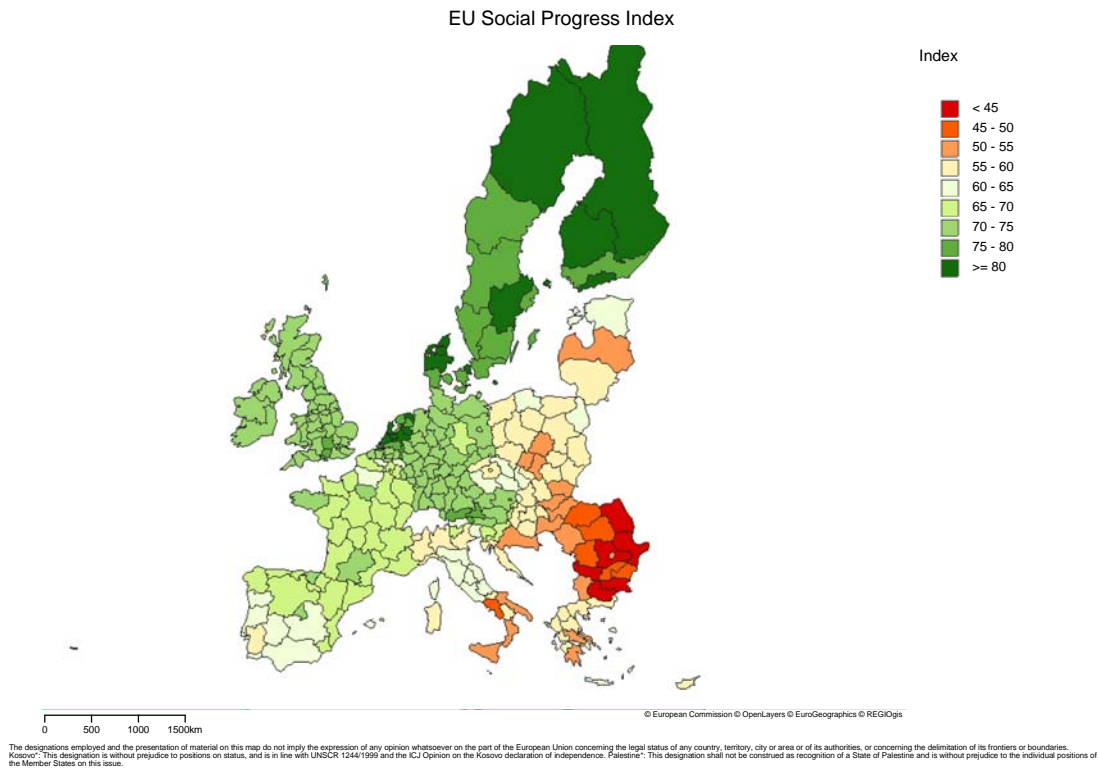 EU Social Progress Index
Index
< 45
45 - 50
50 - 55
55 - 60
60 - 65
65 - 70
70 - 75
75 - 80
>= 80
© European Commission © OpenLayers © EuroGeographics © REGIOgis
0 500 1000 1500km
The designations employed and the presentation of material on this map do not imply the expression of any opinion whatsoever on the part of the European Union concerning the legal status of any country, territory, city or area or of its authorities, or concerning the delimitation of its frontiers or boundaries.
Kosovo*: This designation is without prejudice to positions on status, and is in line with UNSCR 1244/1999 and the ICJ Opinion on the Kosovo declaration of independence. Palestine*: This designation shall not be construed as recognition of a State of Palestine and is without prejudice to the individual positions of
the Member States on this issue.